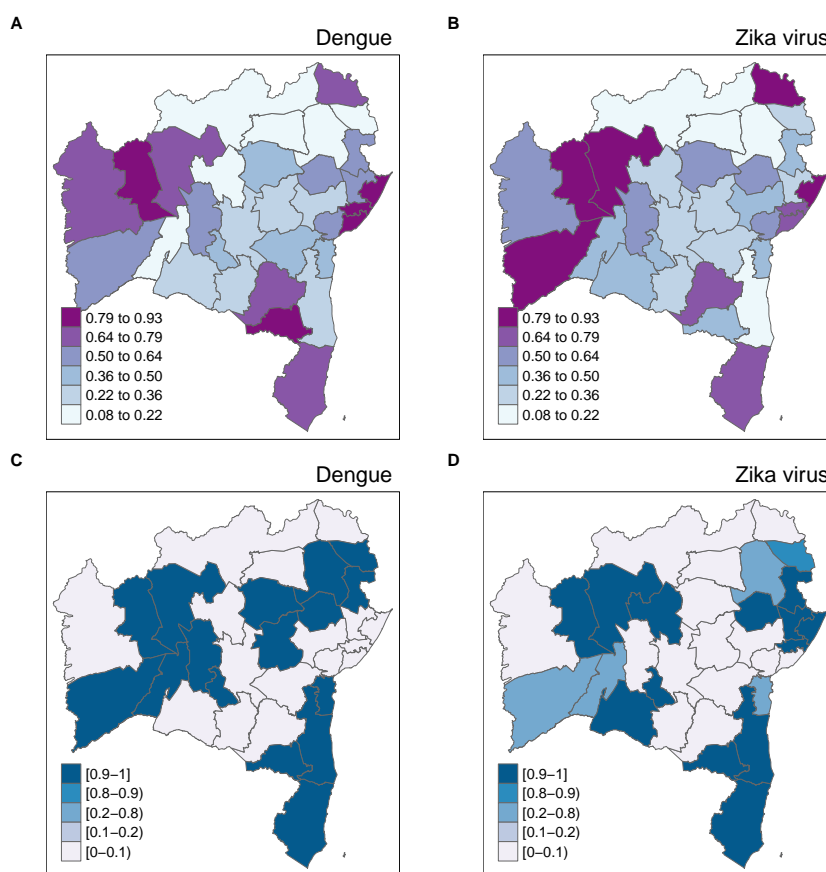 A
Dengue
0.79 to 0.93
0.64 to 0.79
0.50 to 0.64
0.36 to 0.50
0.22 to 0.36
0.08 to 0.22
B
Zika virus
0.79 to 0.93
0.64 to 0.79
0.50 to 0.64
0.36 to 0.50
0.22 to 0.36
0.08 to 0.22
C
Dengue
[0.9−1]
[0.8−0.9)
[0.2−0.8)
[0.1−0.2)
[0−0.1)
D
Zika virus
[0.9−1]
[0.8−0.9)
[0.2−0.8)
[0.1−0.2)
[0−0.1)